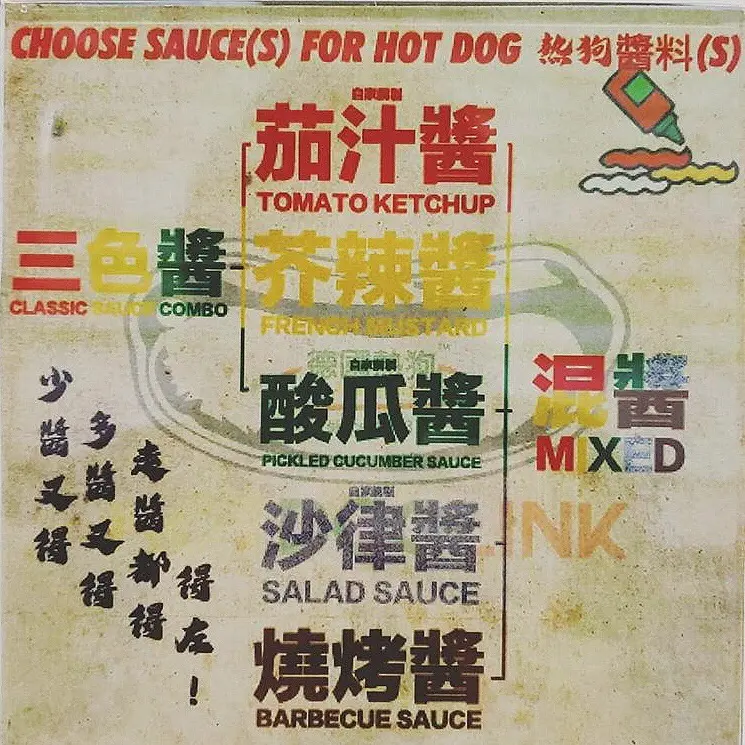 CHOOSE SAUCE(S) FOR HOT DOG 熱狗醬料(S)
自家調製
茄汁醬
TOMATO KETCHUP
三色醬
CLASSIC SAUCE COMBO
芥辣醬
FRENCH MUSTARD
自家調製
酸瓜醬
PICKLED CUCUMBER SAUCE
混醬
MIXED
自家調製
沙律醬
SALAD SAUCE
燒烤醬
BARBECUE SAUCE
少醬又得
多醬又得
走醬都得
得左!